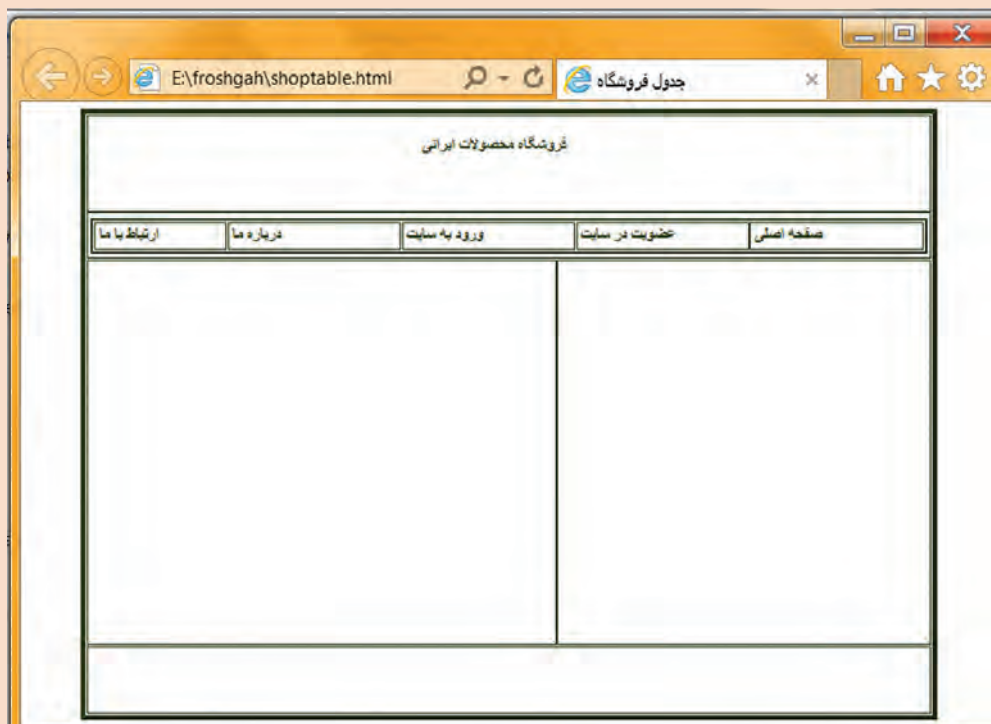 E:\froshgah\shoptable.html
جدول فروشگاه
فروشگاه محصولات ایرانی
صفحه اصلی
عضویت در سایت
ورود به سایت
درباره ما
ارتباط با ما